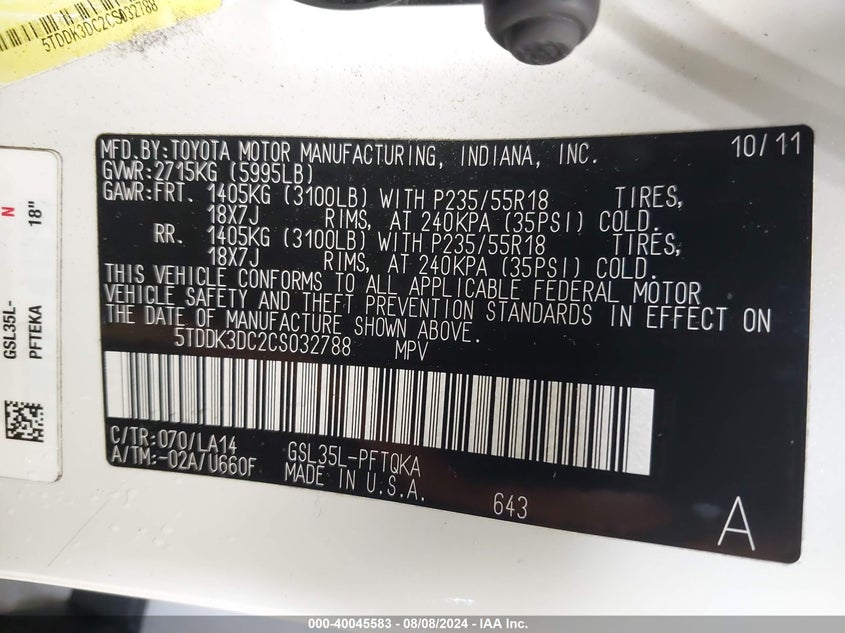 5TDDK3DC2CS032788
MFD.BY:TOYOTA MOTOR MANUFACTURING, INDIANA, INC. 10/11
GVWR:2715KG (5995LB)
GAWR:FRT. 1405KG (3100LB) WITH P235/55R18 TIRES,
18X7J RIMS, AT 240KPA (35PSI) COLD.
RR. 1405KG (3100LB) WITH P235/55R18 TIRES,
18X7J RIMS, AT 240KPA (35PSI) COLD.
THIS VEHICLE CONFORMS TO ALL APPLICABLE FEDERAL MOTOR
VEHICLE SAFETY AND THEFT PREVENTION STANDARDS IN EFFECT ON
THE DATE OF MANUFACTURE SHOWN ABOVE.
5TDDK3DC2CS032788 MPV
C/TR:070/LA14 GSL35L-PFTQKA
A/TM:-02A/U660F MADE IN U.S.A.
643
A
GSL35L- N
PFTEKA 18"
000-40045583 - 08/08/2024 - IAA Inc.